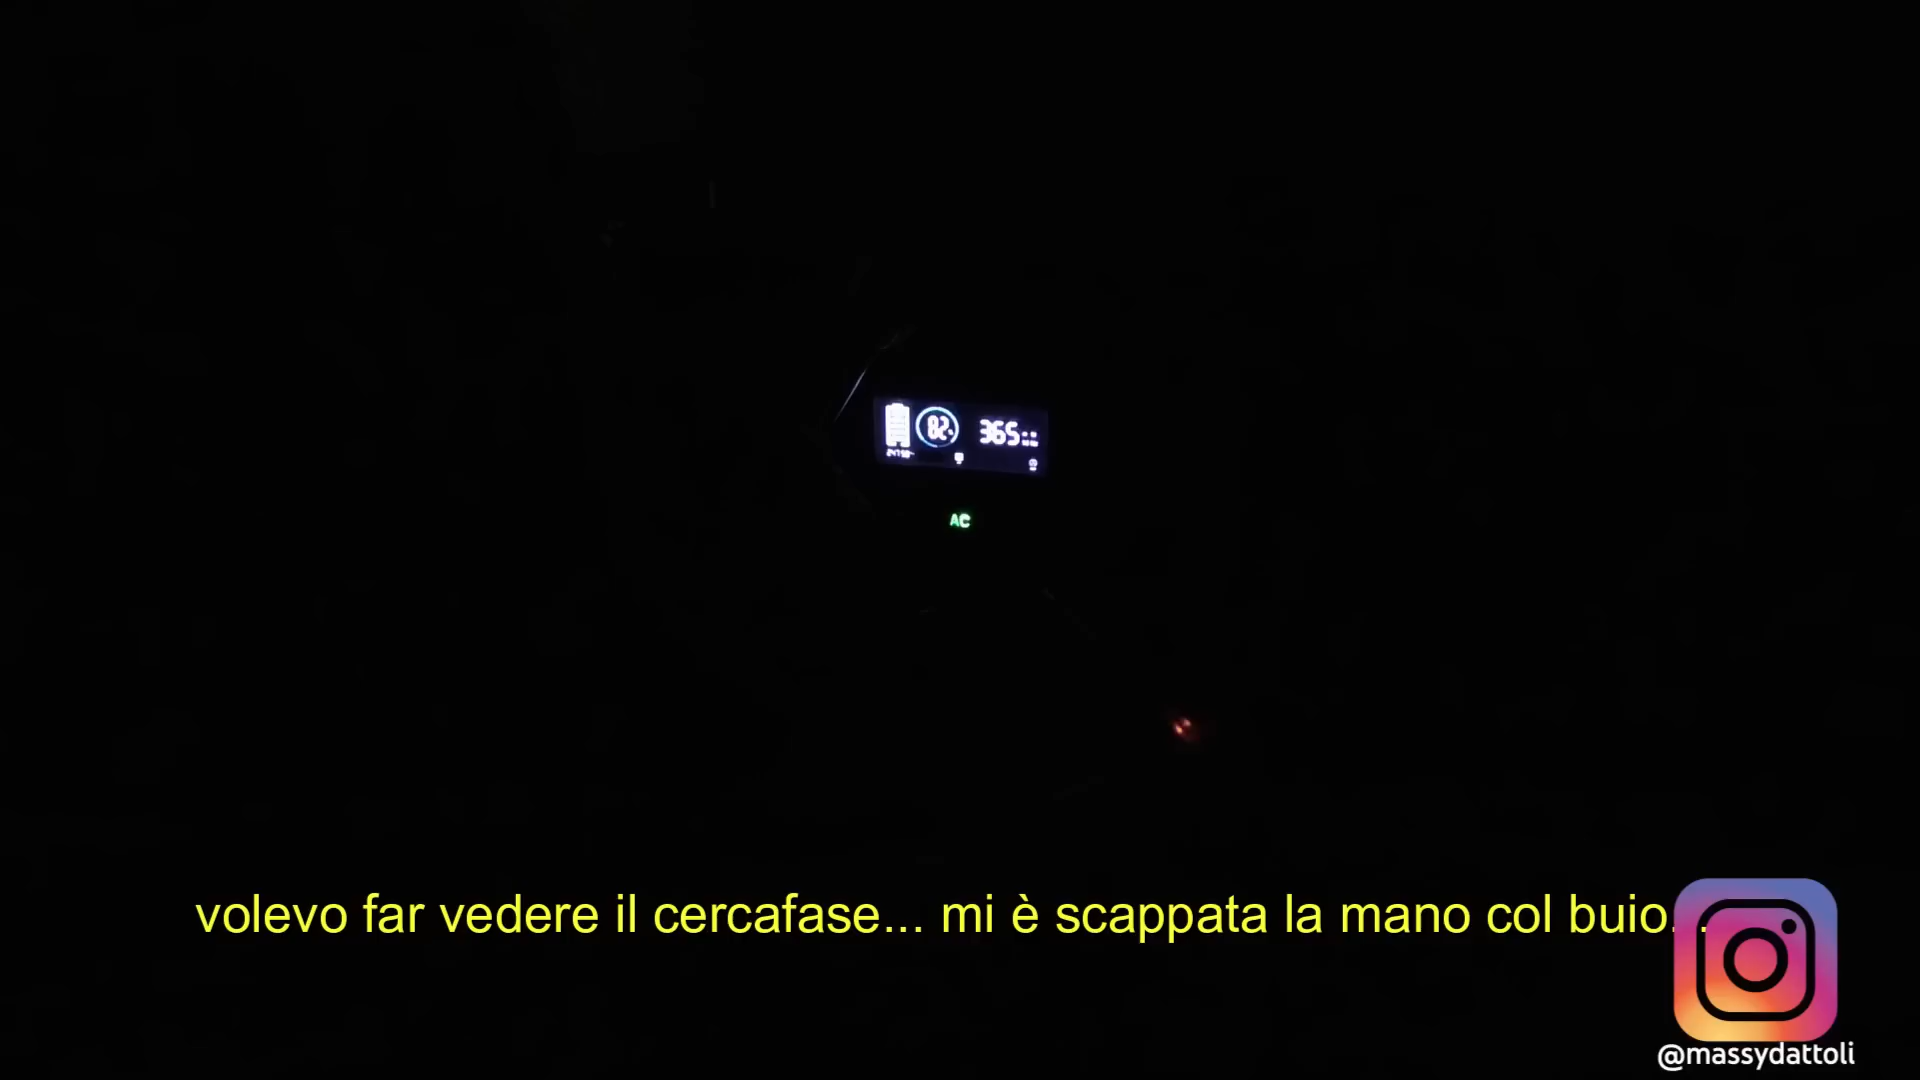 82
365
AC
volevo far vedere il cercafase... mi è scappata la mano col buio...
@massydattoli